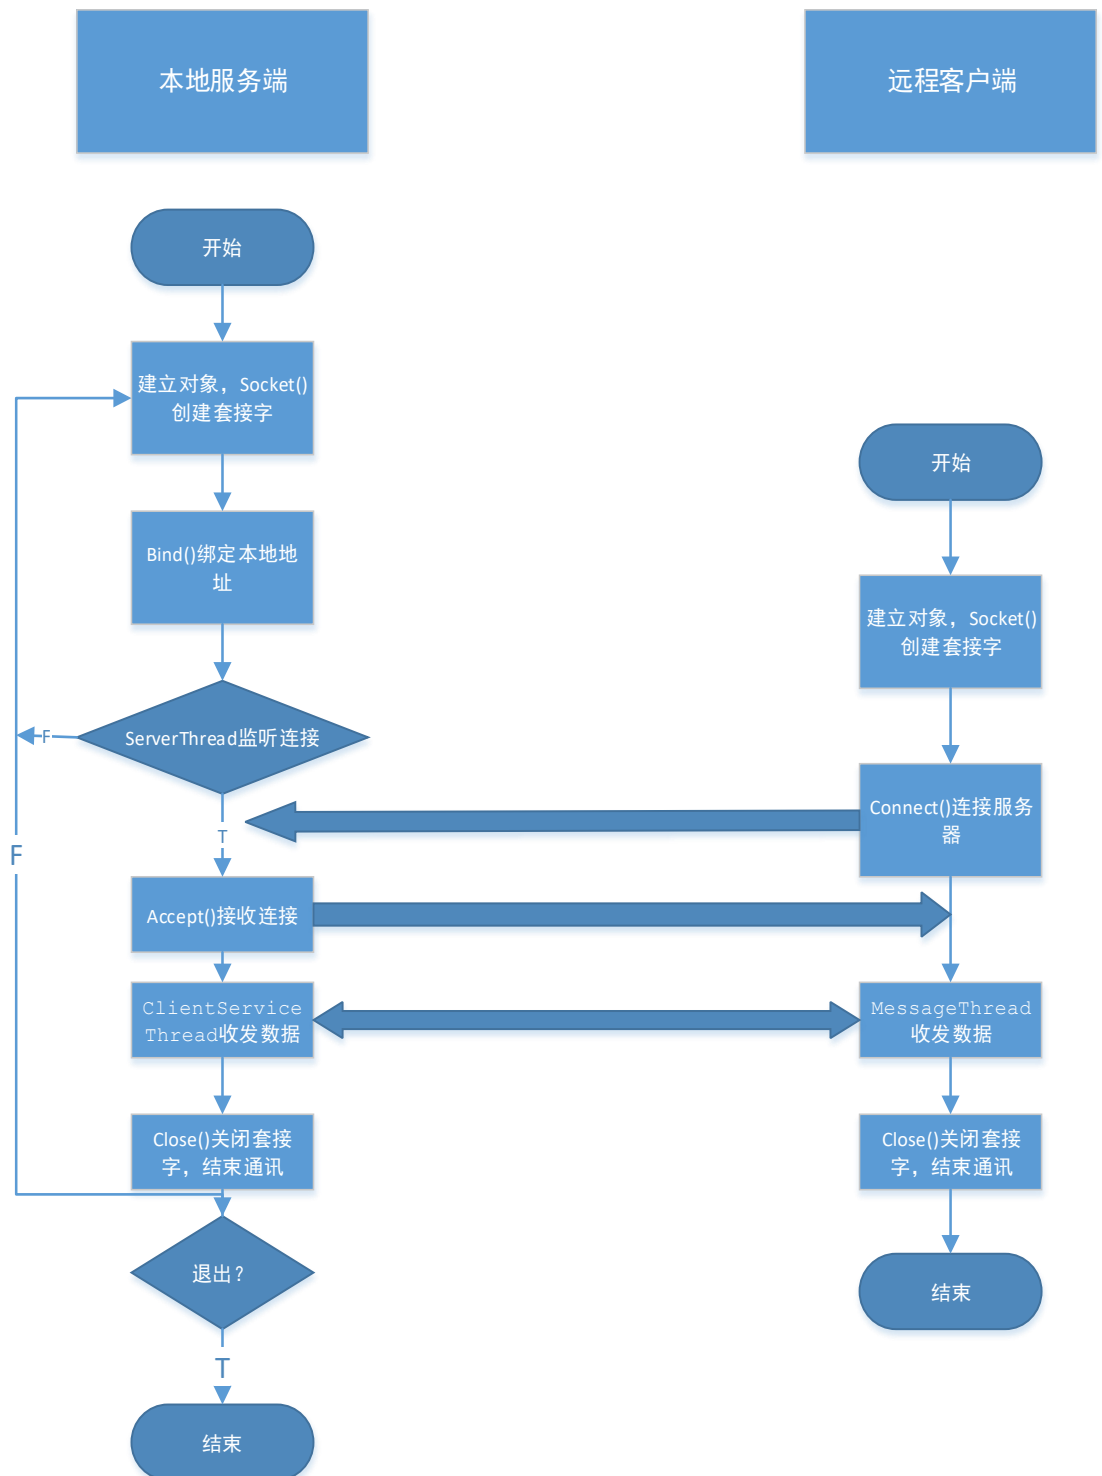 本地服务端
远程客户端
开始
建立对象，Socket()
创建套接字
开始
Bind()绑定本地地
址
建立对象，Socket()
创建套接字
ServerThread监听连接
F
Connect()连接服务
器
T
F
Accept()接收连接
ClientService
Thread收发数据
MessageThread
收发数据
Close()关闭套接
字，结束通讯
Close()关闭套接
字，结束通讯
退出？
结束
T
结束